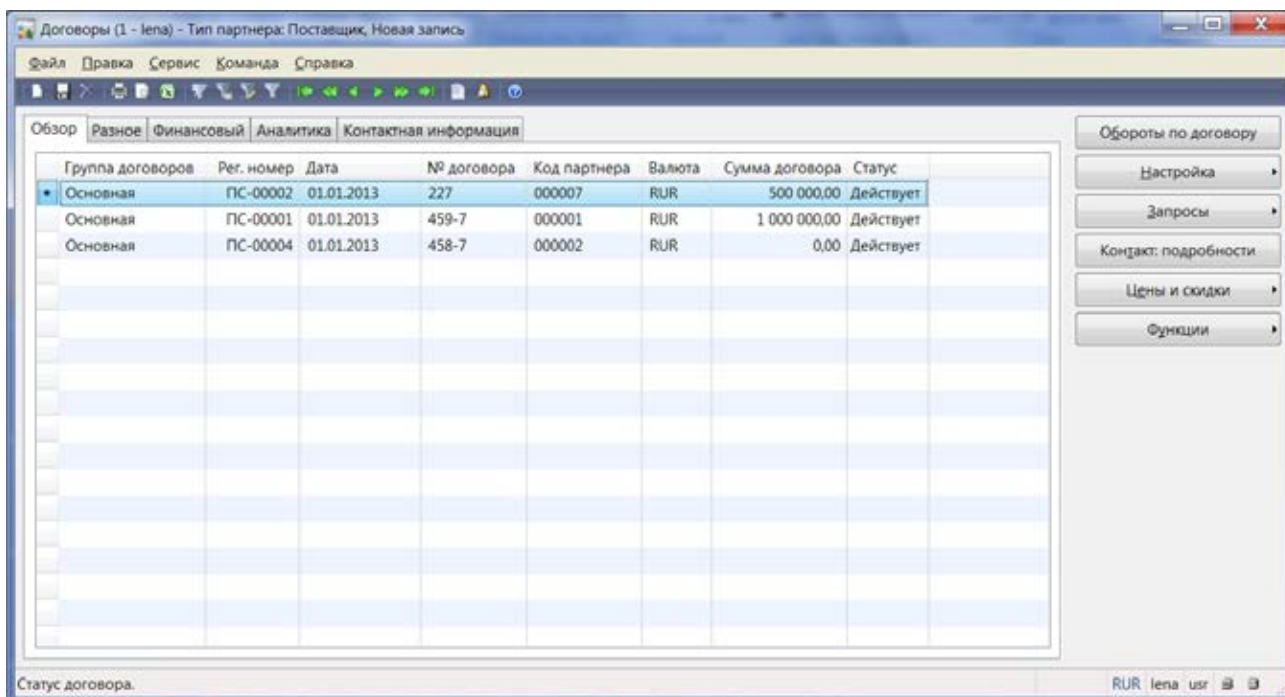 Договоры (1 - lena) - Тип партнера: Поставщик, Новая запись
Файл Правка Сервис Команда Справка
Обзор Разное Финансовый Аналитика Контактная информация
Обороты по договору
Группа договоров Рег. номер Дата № договора Код партнера Валюта Сумма договора Статус
Настройка
Основная ПС-00002 01.01.2013 227 000007 RUR 500 000,00 Действует
Основная ПС-00001 01.01.2013 459-7 000001 RUR 1 000 000,00 Действует
Запросы
Основная ПС-00004 01.01.2013 458-7 000002 RUR 0,00 Действует
Контакт: подробности
Цены и скидки
Функции
Статус договора.
RUR lena usr